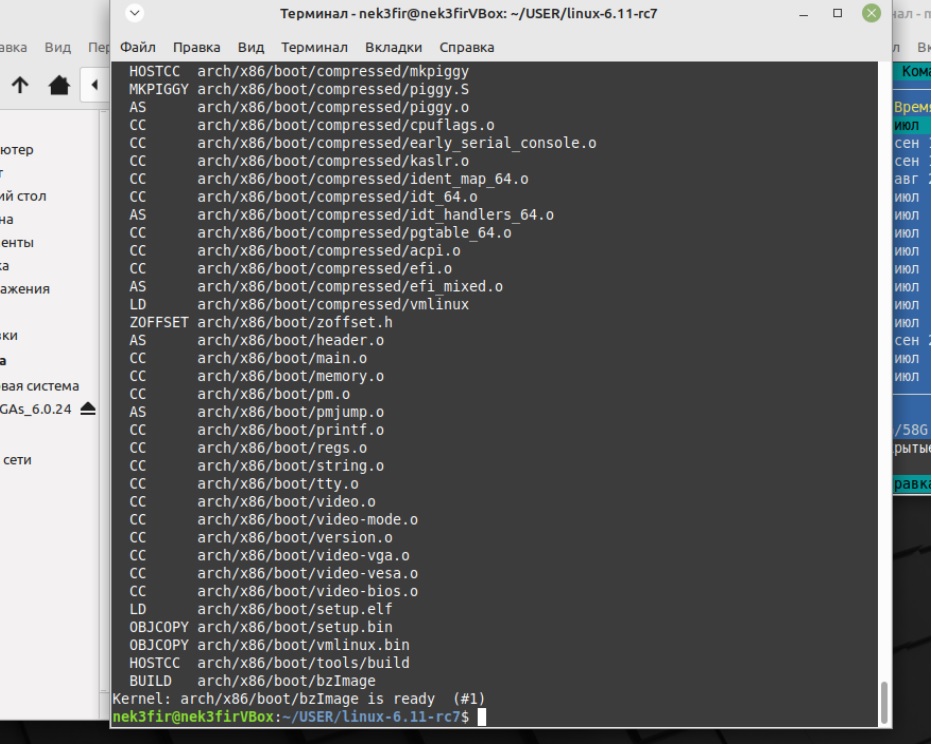 Терминал - nek3fir@nek3firVBox: ~/USER/linux-6.11-rc7
Вид
Файл Правка Вид Терминал Вкладки Справка
HOSTCC arch/x86/boot/compressed/mkpiggy
MKPIGGY arch/x86/boot/compressed/piggy.S
AS arch/x86/boot/compressed/piggy.o
CC arch/x86/boot/compressed/cpuflags.o
CC arch/x86/boot/compressed/early_serial_console.o
CC arch/x86/boot/compressed/kaslr.o
CC arch/x86/boot/compressed/ident_map_64.o
CC arch/x86/boot/compressed/idt_64.o
AS arch/x86/boot/compressed/idt_handlers_64.o
CC arch/x86/boot/compressed/pgtable_64.o
CC arch/x86/boot/compressed/acpi.o
CC arch/x86/boot/compressed/efi.o
AS arch/x86/boot/compressed/efi_mixed.o
LD arch/x86/boot/compressed/vmlinux
ZOFFSET arch/x86/boot/zoffset.h
AS arch/x86/boot/header.o
CC arch/x86/boot/main.o
CC arch/x86/boot/memory.o
CC arch/x86/boot/pm.o
AS arch/x86/boot/pmjump.o
CC arch/x86/boot/printf.o
CC arch/x86/boot/regs.o
CC arch/x86/boot/string.o
CC arch/x86/boot/tty.o
CC arch/x86/boot/video.o
CC arch/x86/boot/video-mode.o
CC arch/x86/boot/version.o
CC arch/x86/boot/video-vga.o
CC arch/x86/boot/video-vesa.o
CC arch/x86/boot/video-bios.o
LD arch/x86/boot/setup.elf
OBJCOPY arch/x86/boot/setup.bin
OBJCOPY arch/x86/boot/vmlinux.bin
HOSTCC arch/x86/boot/tools/build
BUILD arch/x86/boot/bzImage
Kernel: arch/x86/boot/bzImage is ready (#1)
nek3fir@nek3firVBox:~/USER/linux-6.11-rc7$
ютер
ий стол
на
енты
ка
ажения
зки
вая система
GAs_6.0.24
сети
Кома
Время
июл
сен
сен
авг 2
июл
июл
июл
июл
июл
июл
июл
июл
сен 2
июл
июл
/58G
рытые
равка